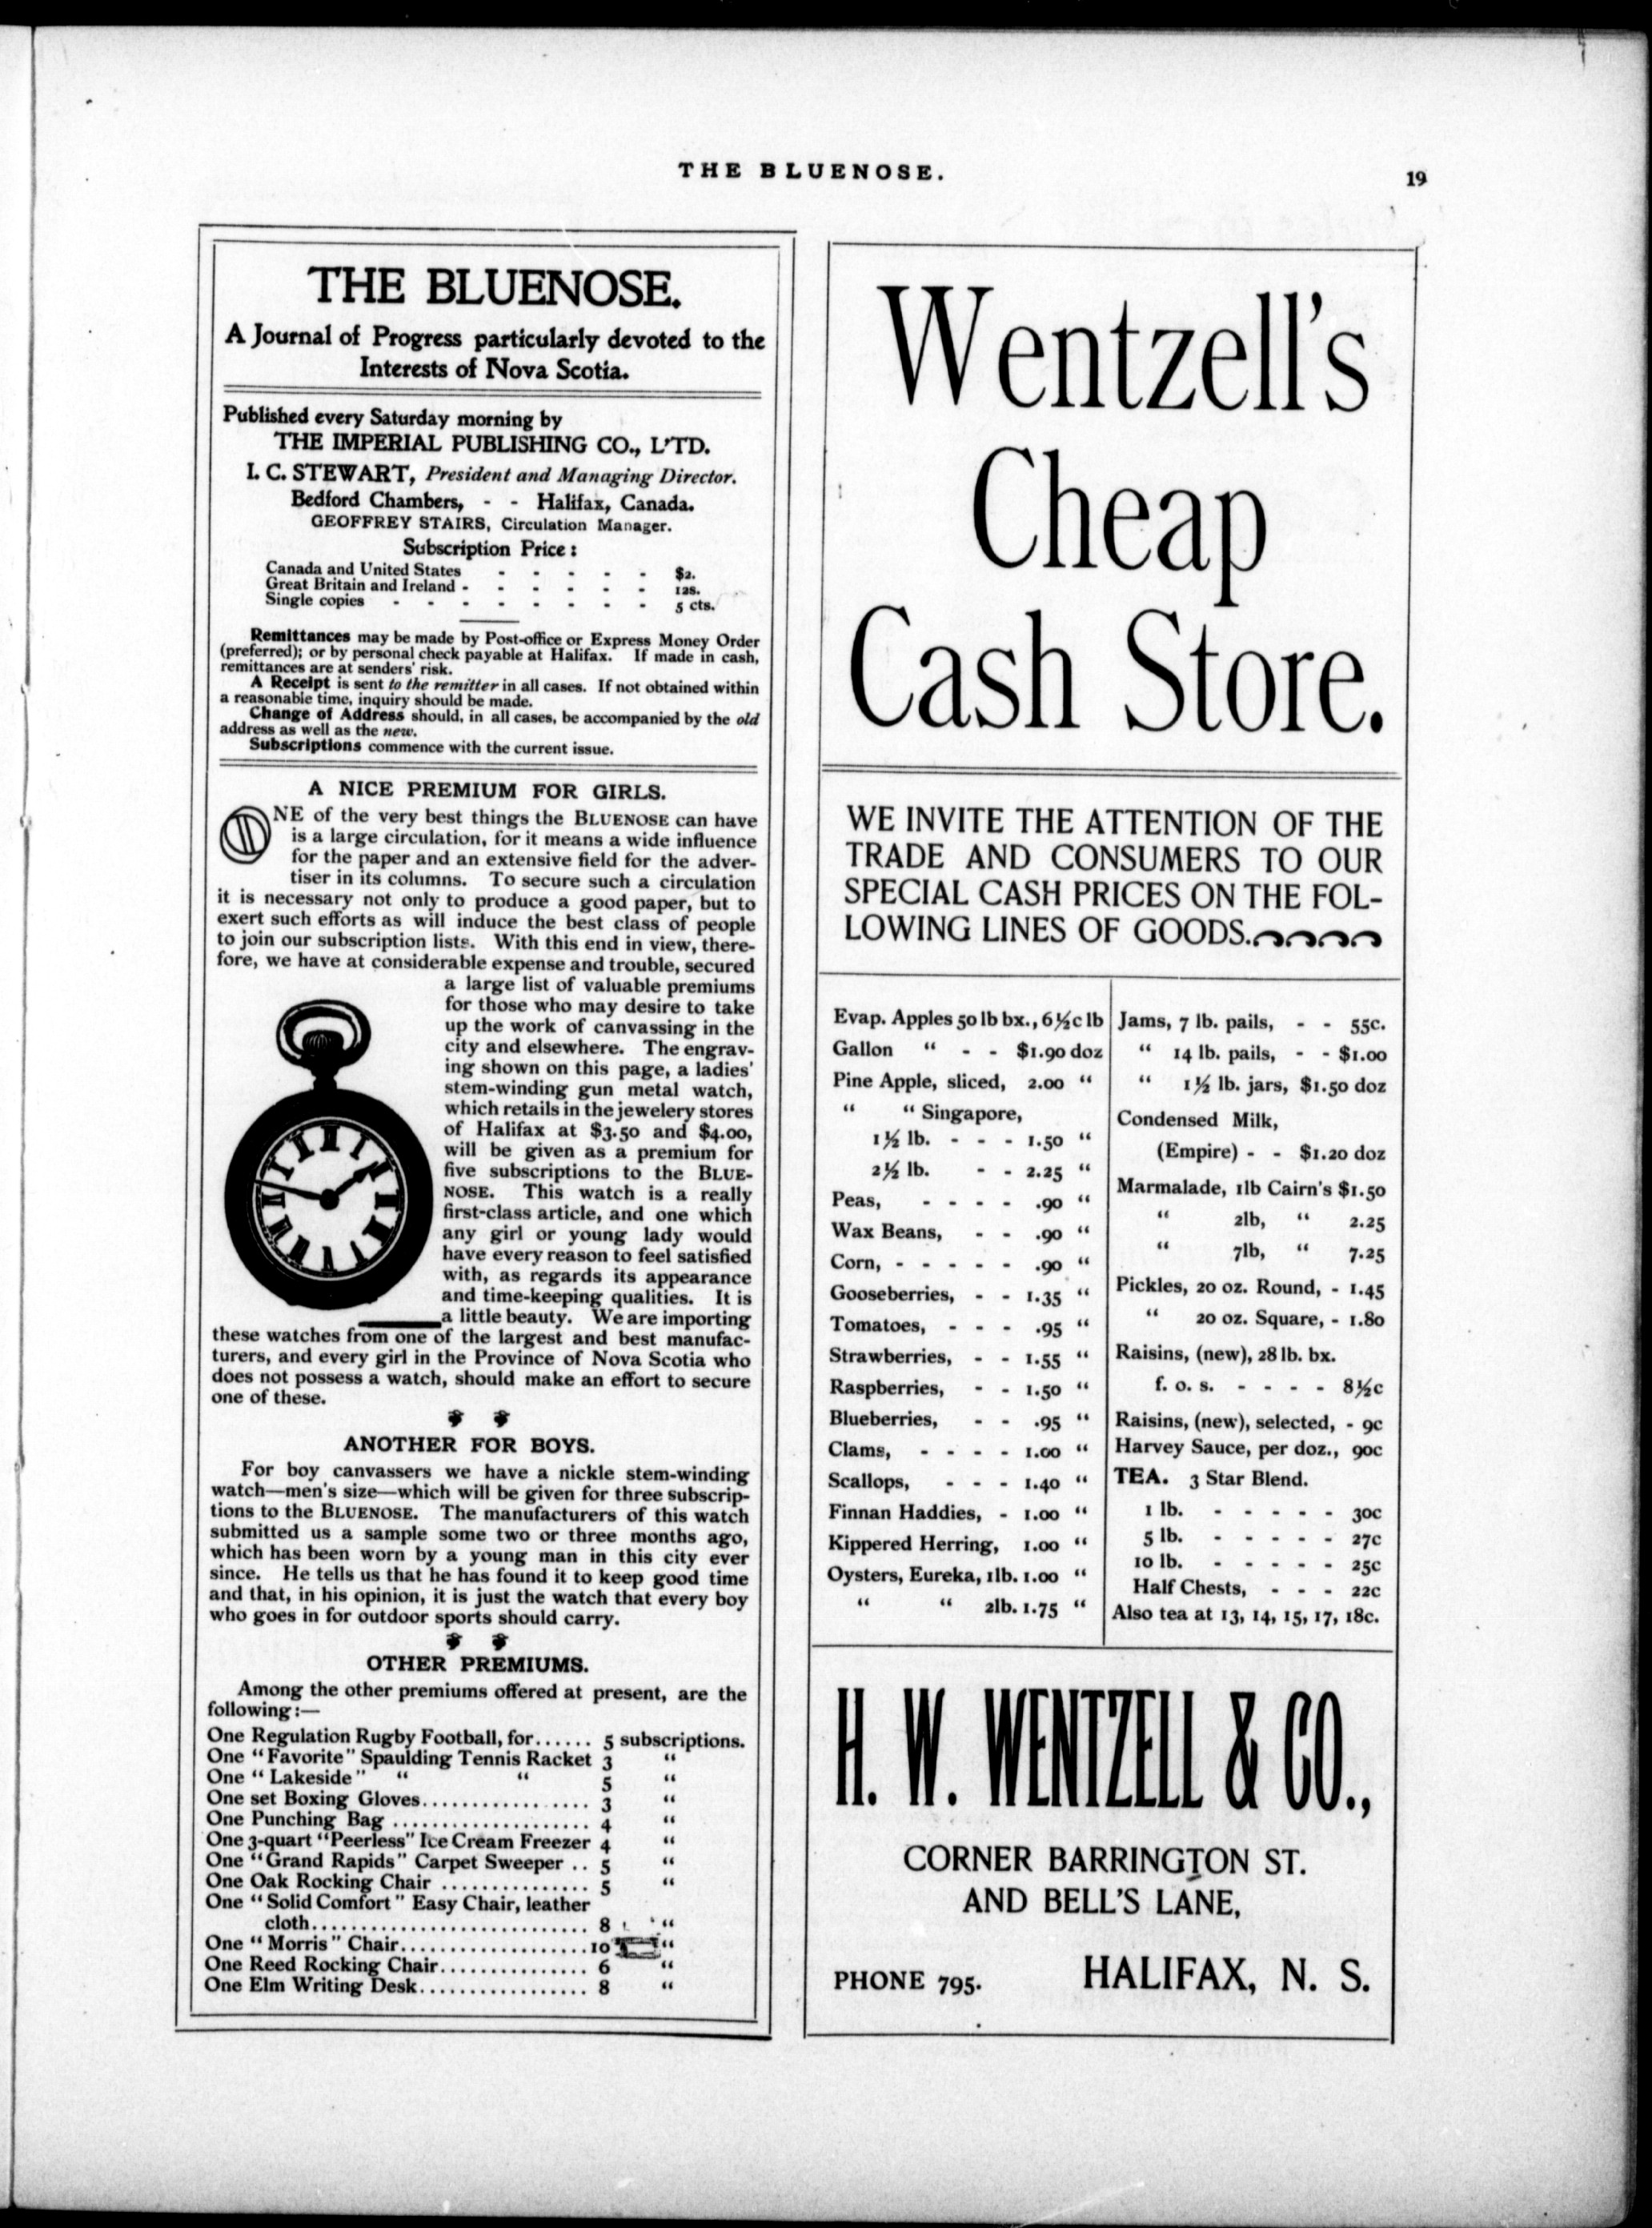 THE BLUENOSE.
19
THE BLUENOSE.
A Journal of Progress particularly devoted to the
Interests of Nova Scotia.
Published every Saturday morning by
THE IMPERIAL PUBLISHING CO., L'TD.
I. C. STEWART, President and Managing Director.
Bedford Chambers, - - Halifax, Canada.
GEOFFREY STAIRS, Circulation Manager.
Subscription Price :
Canada and United States - - - - - $2.
Great Britain and Ireland - - - - - - 12s.
Single copies - - - - - - - - 5 cts.
Remittances may be made by Post-office or Express Money Order
(preferred); or by personal check payable at Halifax. If made in cash,
remittances are at senders' risk.
A Receipt is sent to the remitter in all cases. If not obtained within
a reasonable time, inquiry should be made.
Change of Address should, in all cases, be accompanied by the old
address as well as the new.
Subscriptions commence with the current issue.
A NICE PREMIUM FOR GIRLS.
ONE of the very best things the BLUENOSE can have
is a large circulation, for it means a wide influence
for the paper and an extensive field for the adver-
tiser in its columns. To secure such a circulation
it is necessary not only to produce a good paper, but to
exert such efforts as will induce the best class of people
to join our subscription lists. With this end in view, there-
fore, we have at considerable expense and trouble, secured
a large list of valuable premiums
for those who may desire to take
up the work of canvassing in the
city and elsewhere. The engrav-
ing shown on this page, a ladies'
stem-winding gun metal watch,
which retails in the jewelery stores
of Halifax at $3.50 and $4.00,
will be given as a premium for
five subscriptions to the BLUE-
NOSE. This watch is a really
first-class article, and one which
any girl or young lady would
have every reason to feel satisfied
with, as regards its appearance
and time-keeping qualities. It is
a little beauty. We are importing
these watches from one of the largest and best manufac-
turers, and every girl in the Province of Nova Scotia who
does not possess a watch, should make an effort to secure
one of these.
ANOTHER FOR BOYS.
For boy canvassers we have a nickle stem-winding
watch—men's size—which will be given for three subscrip-
tions to the BLUENOSE. The manufacturers of this watch
submitted us a sample some two or three months ago,
which has been worn by a young man in this city ever
since. He tells us that he has found it to keep good time
and that, in his opinion, it is just the watch that every boy
who goes in for outdoor sports should carry.
OTHER PREMIUMS.
Among the other premiums offered at present, are the
following :—
One Regulation Rugby Football, for...... 5 subscriptions.
One "Favorite" Spaulding Tennis Racket 3 "
One "Lakeside" " " 5 "
One set Boxing Gloves................. 3 "
One Punching Bag .................... 4 "
One 3-quart "Peerless" Ice Cream Freezer 4 "
One "Grand Rapids" Carpet Sweeper .. 5 "
One Oak Rocking Chair ............... 5 "
One "Solid Comfort" Easy Chair, leather
cloth............................ 8 "
One "Morris" Chair...................10 "
One Reed Rocking Chair............... 6 "
One Elm Writing Desk................. 8 "
Wentzell's
Cheap
Cash Store.
WE INVITE THE ATTENTION OF THE
TRADE AND CONSUMERS TO OUR
SPECIAL CASH PRICES ON THE FOL-
LOWING LINES OF GOODS.
Evap. Apples 50 lb bx., 6½c lb
Gallon " - - $1.90 doz
Pine Apple, sliced, 2.00 "
" " Singapore,
1½ lb. - - - 1.50 "
2½ lb. - - 2.25 "
Peas, - - - - .90 "
Wax Beans, - - .90 "
Corn, - - - - - .90 "
Gooseberries, - - 1.35 "
Tomatoes, - - - .95 "
Strawberries, - - 1.55 "
Raspberries, - - 1.50 "
Blueberries, - - .95 "
Clams, - - - - 1.00 "
Scallops, - - - 1.40 "
Finnan Haddies, - 1.00 "
Kippered Herring, 1.00 "
Oysters, Eureka, 1lb. 1.00 "
" " 2lb. 1.75 "
Jams, 7 lb. pails, - - 55c.
" 14 lb. pails, - - $1.00
" 1½ lb. jars, $1.50 doz
Condensed Milk,
(Empire) - - $1.20 doz
Marmalade, 1lb Cairn's $1.50
" 2lb, " 2.25
" 7lb, " 7.25
Pickles, 20 oz. Round, - 1.45
" 20 oz. Square, - 1.80
Raisins, (new), 28 lb. bx.
f. o. s. - - - - 8½c
Raisins, (new), selected, - 9c
Harvey Sauce, per doz., 90c
TEA. 3 Star Blend.
1 lb. - - - - - 30c
5 lb. - - - - - 27c
10 lb. - - - - - 25c
Half Chests, - - - 22c
Also tea at 13, 14, 15, 17, 18c.
H. W. WENTZELL & CO.,
CORNER BARRINGTON ST.
AND BELL'S LANE,
PHONE 795. HALIFAX, N. S.